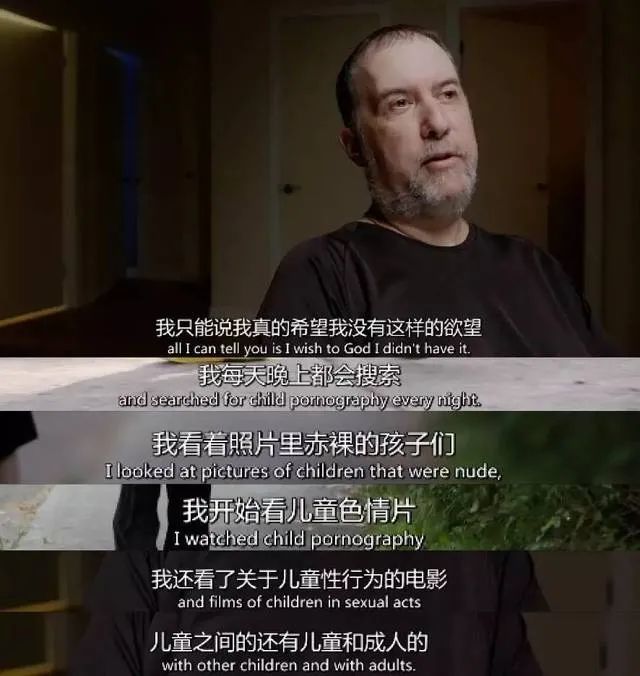 我只能说我真的希望我没有这样的欲望
all I can tell you is I wish to God I didn't have it.
我每天晚上都会搜索
and searched for child pornography every night.
我看着照片里赤裸的孩子们
I looked at pictures of children that were nude,
我开始看儿童色情片
I watched child pornography
我还看了关于儿童性行为的电影
and films of children in sexual acts
儿童之间的还有儿童和成人的
with other children and with adults.